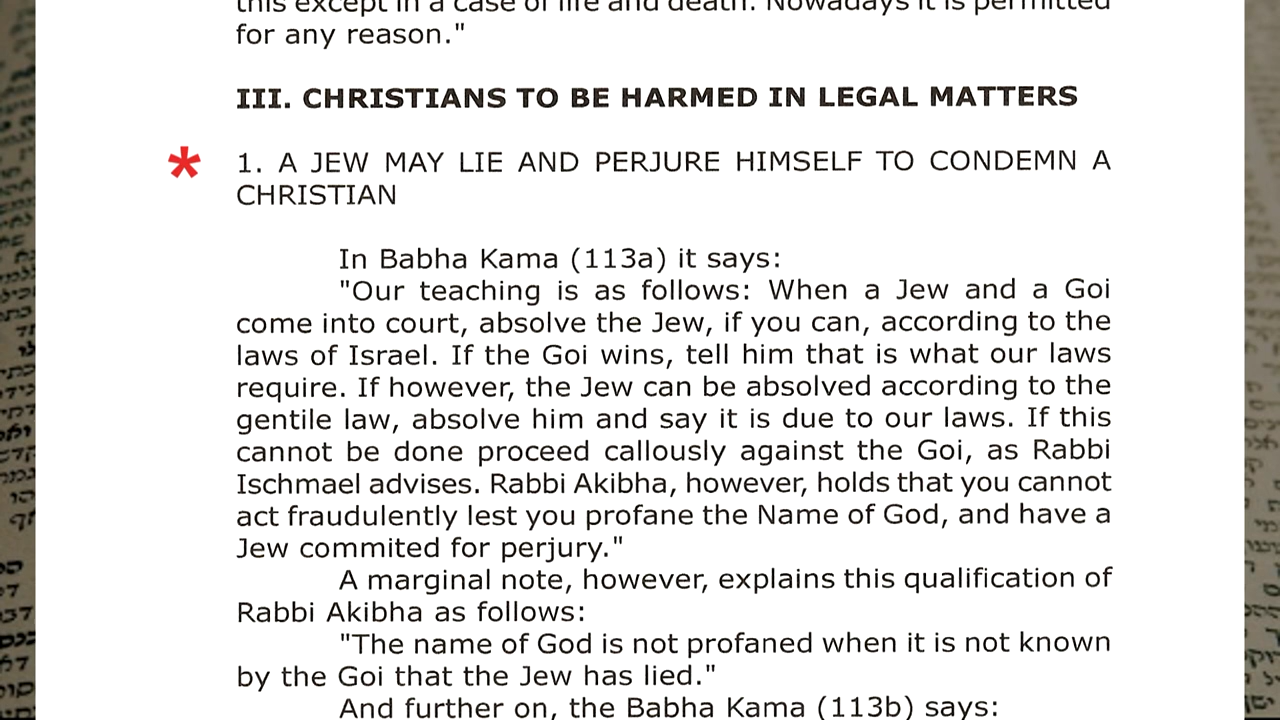 this except in a case of life and death. Nowadays it is permitted
for any reason."
III. CHRISTIANS TO BE HARMED IN LEGAL MATTERS
* 1. A JEW MAY LIE AND PERJURE HIMSELF TO CONDEMN A
CHRISTIAN
In Babha Kama (113a) it says:
"Our teaching is as follows: When a Jew and a Goi
come into court, absolve the Jew, if you can, according to the
laws of Israel. If the Goi wins, tell him that is what our laws
require. If however, the Jew can be absolved according to the
gentile law, absolve him and say it is due to our laws. If this
cannot be done proceed callously against the Goi, as Rabbi
Ischmael advises. Rabbi Akibha, however, holds that you cannot
act fraudulently lest you profane the Name of God, and have a
Jew commited for perjury."
A marginal note, however, explains this qualification of
Rabbi Akibha as follows:
"The name of God is not profaned when it is not known
by the Goi that the Jew has lied."
And further on, the Babha Kama (113b) says: